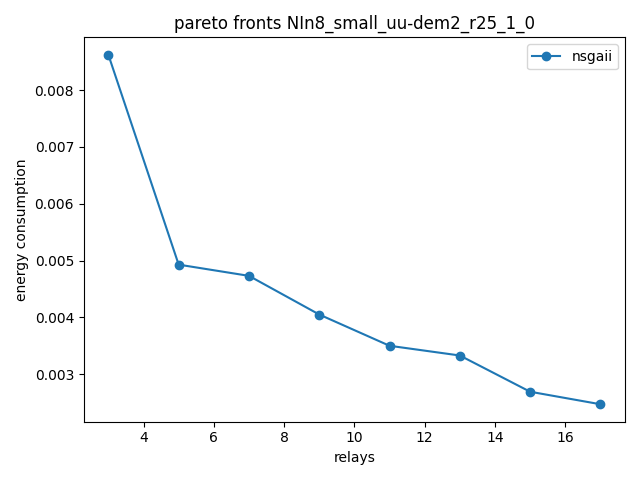 pareto fronts NIn8_small_uu-dem2_r25_1_0
nsgaii
0.008
0.007
0.006
0.005
0.004
0.003
energy consumption
4 6 8 10 12 14 16
relays